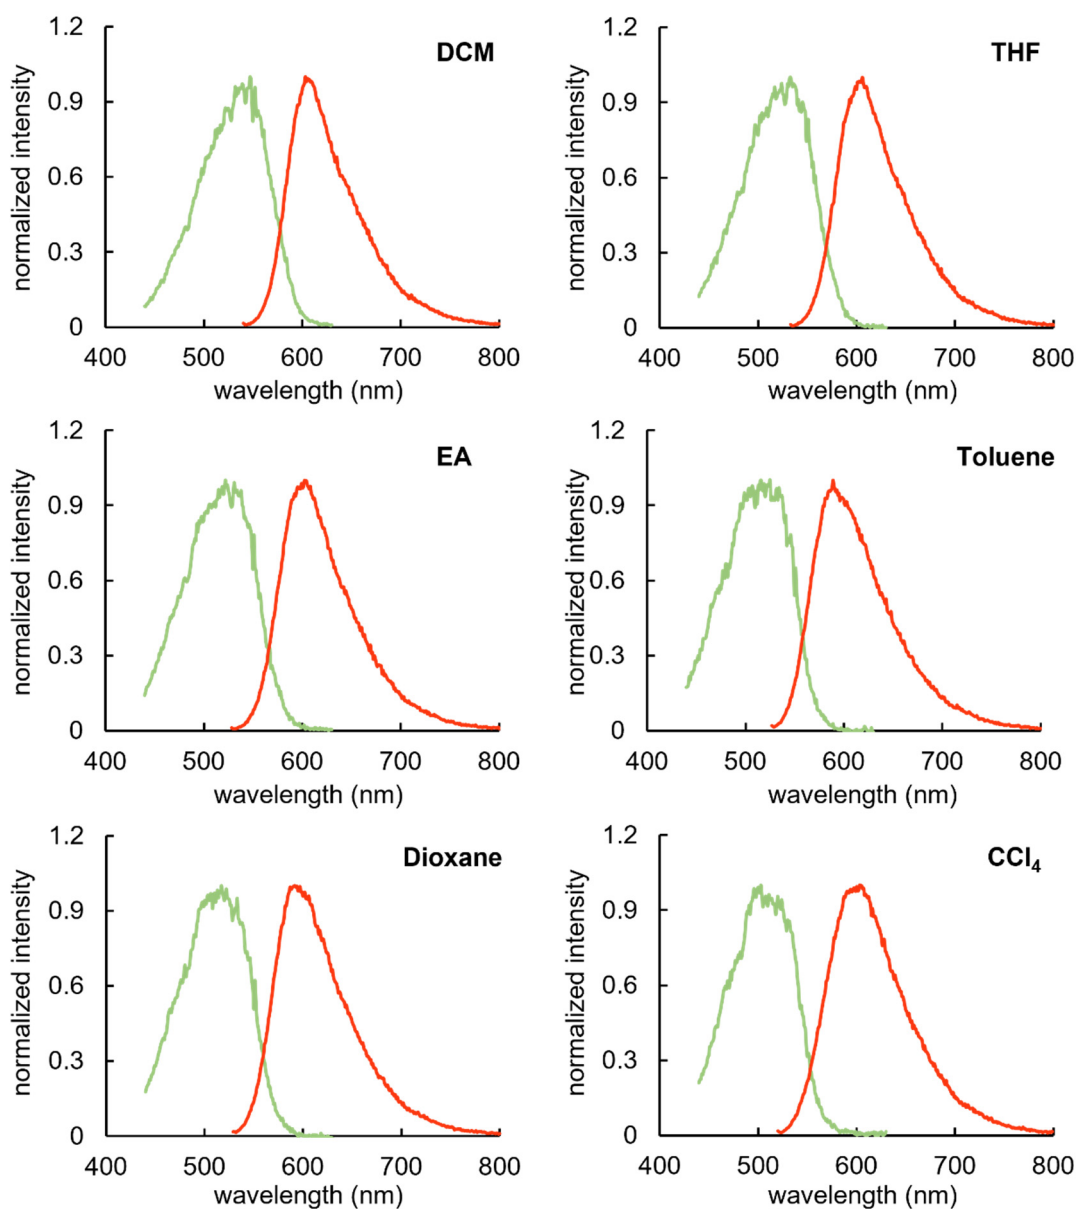 1.2
DCM
0.9
0.6
0.3
0
normalized intensity
400 500 600 700 800
wavelength (nm)
1.2
THF
0.9
0.6
0.3
0
normalized intensity
400 500 600 700 800
wavelength (nm)
1.2
EA
0.9
0.6
0.3
0
normalized intensity
400 500 600 700 800
wavelength (nm)
1.2
Toluene
0.9
0.6
0.3
0
normalized intensity
400 500 600 700 800
wavelength (nm)
1.2
Dioxane
0.9
0.6
0.3
0
normalized intensity
400 500 600 700 800
wavelength (nm)
1.2
CCl₄
0.9
0.6
0.3
0
normalized intensity
400 500 600 700 800
wavelength (nm)